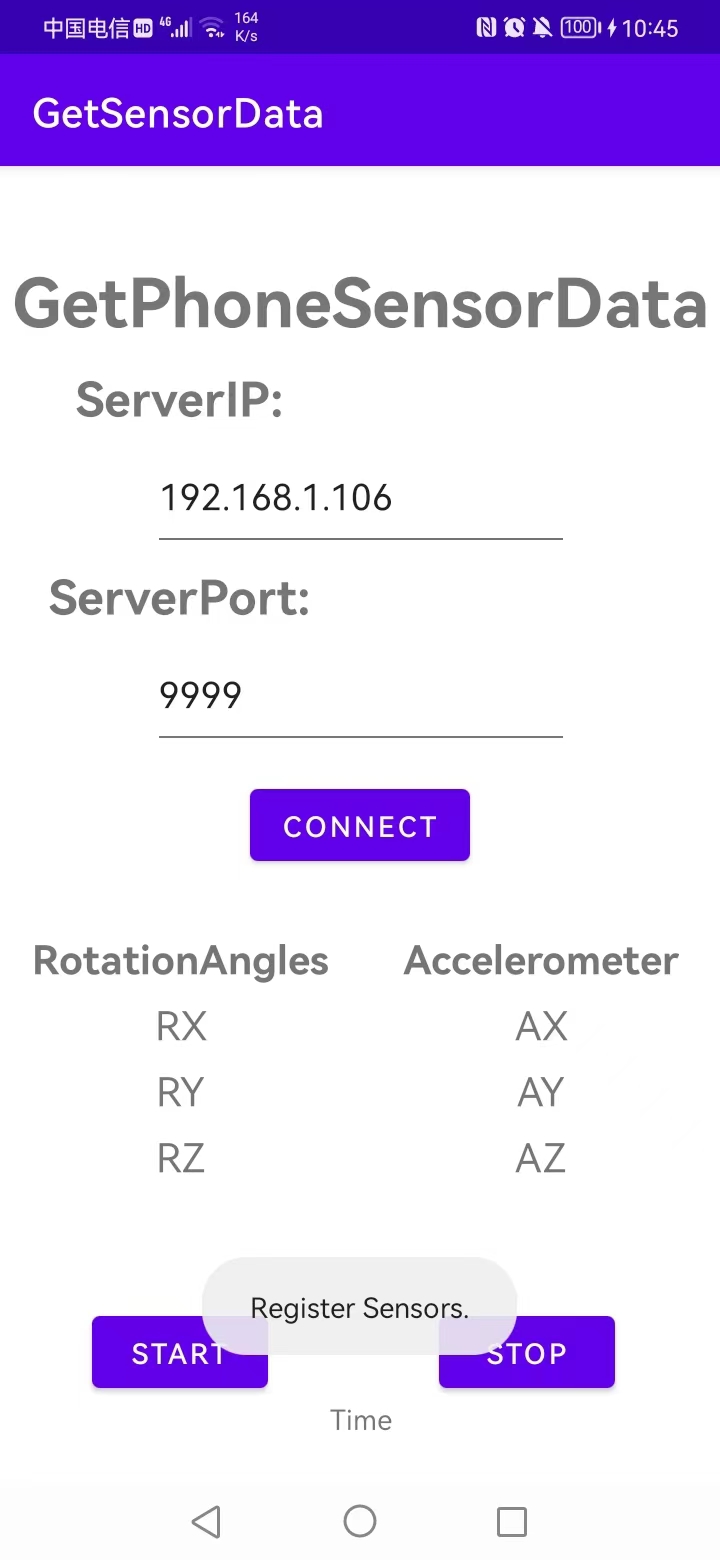 中国电信 HD 4G 164 K/s 100 10:45
GetSensorData
GetPhoneSensorData
ServerIP:
192.168.1.106
ServerPort:
9999
CONNECT
RotationAngles Accelerometer
RX AX
RY AY
RZ AZ
Register Sensors.
START STOP
Time